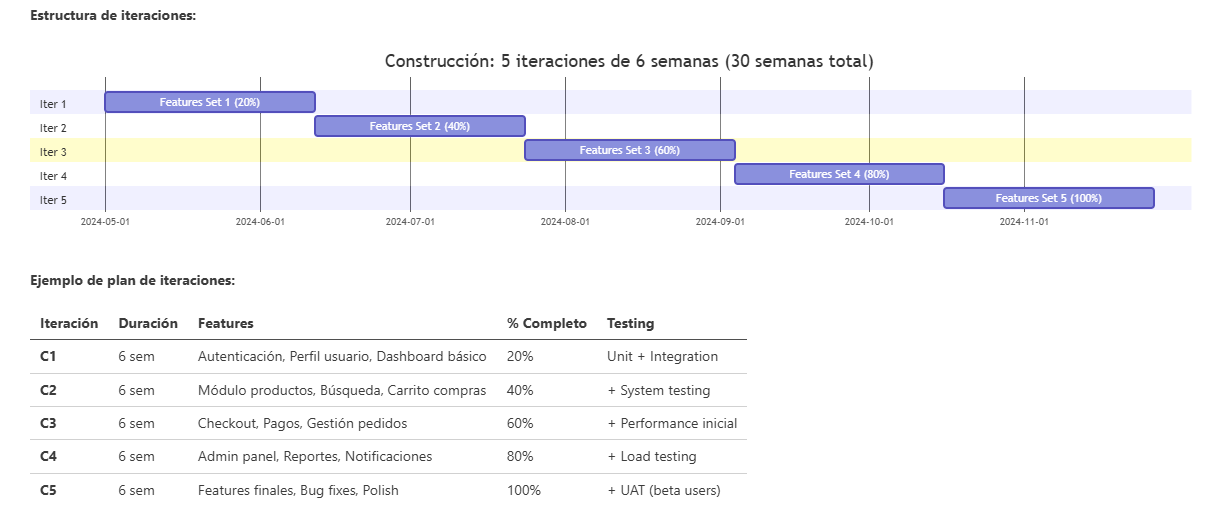 Estructura de iteraciones:
Construcción: 5 iteraciones de 6 semanas (30 semanas total)
Iter 1 Features Set 1 (20%)
Iter 2 Features Set 2 (40%)
Iter 3 Features Set 3 (60%)
Iter 4 Features Set 4 (80%)
Iter 5 Features Set 5 (100%)
2024-05-01 2024-06-01 2024-07-01 2024-08-01 2024-09-01 2024-10-01 2024-11-01
Ejemplo de plan de iteraciones:
Iteración Duración Features % Completo Testing
C1 6 sem Autenticación, Perfil usuario, Dashboard básico 20% Unit + Integration
C2 6 sem Módulo productos, Búsqueda, Carrito compras 40% + System testing
C3 6 sem Checkout, Pagos, Gestión pedidos 60% + Performance inicial
C4 6 sem Admin panel, Reportes, Notificaciones 80% + Load testing
C5 6 sem Features finales, Bug fixes, Polish 100% + UAT (beta users)